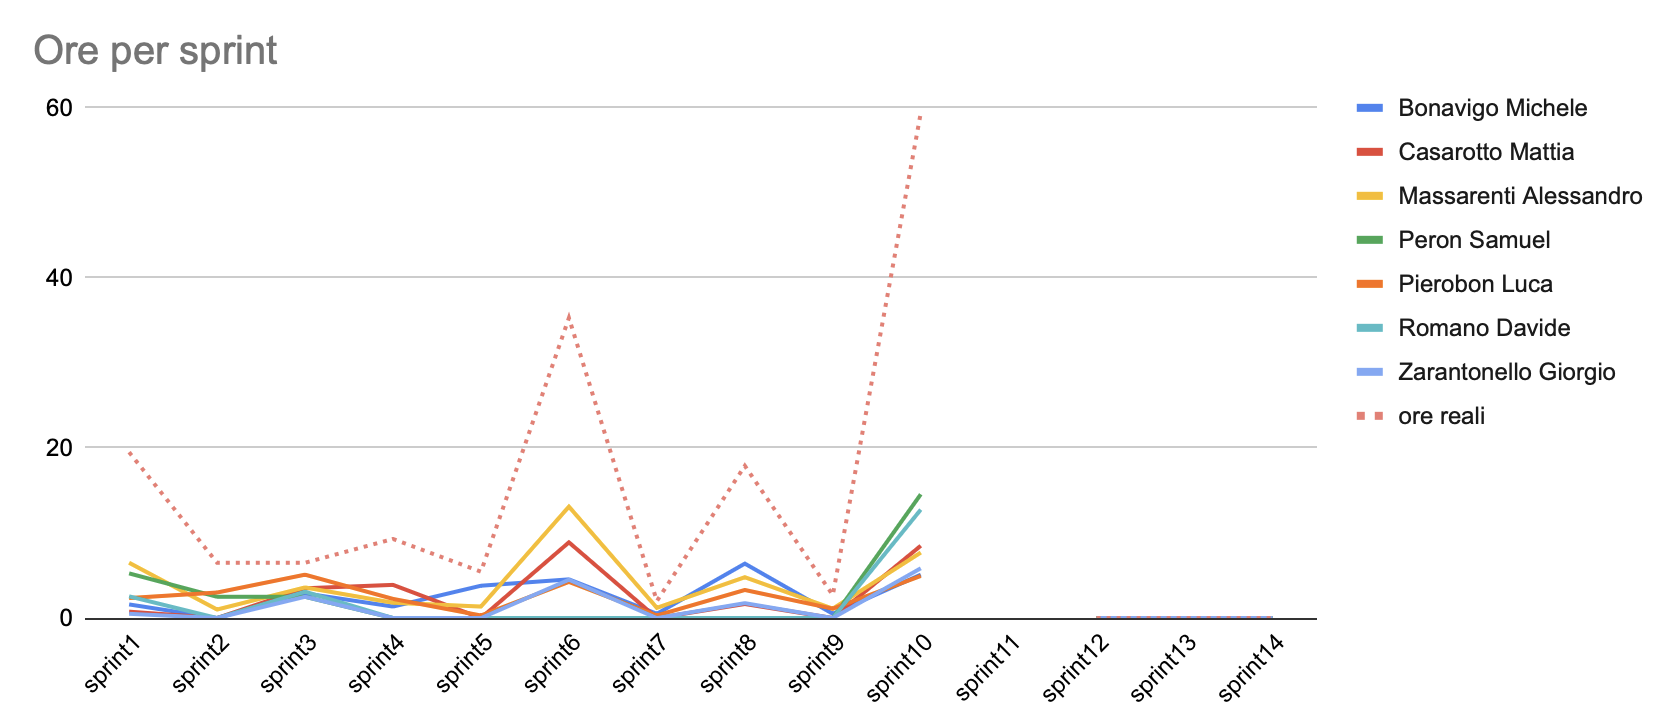 Ore per sprint
60
40
20
0
sprint1
sprint2
sprint3
sprint4
sprint5
sprint6
sprint7
sprint8
sprint9
sprint10
sprint11
sprint12
sprint13
sprint14
Bonavigo Michele
Casarotto Mattia
Massarenti Alessandro
Peron Samuel
Pierobon Luca
Romano Davide
Zarantonello Giorgio
ore reali